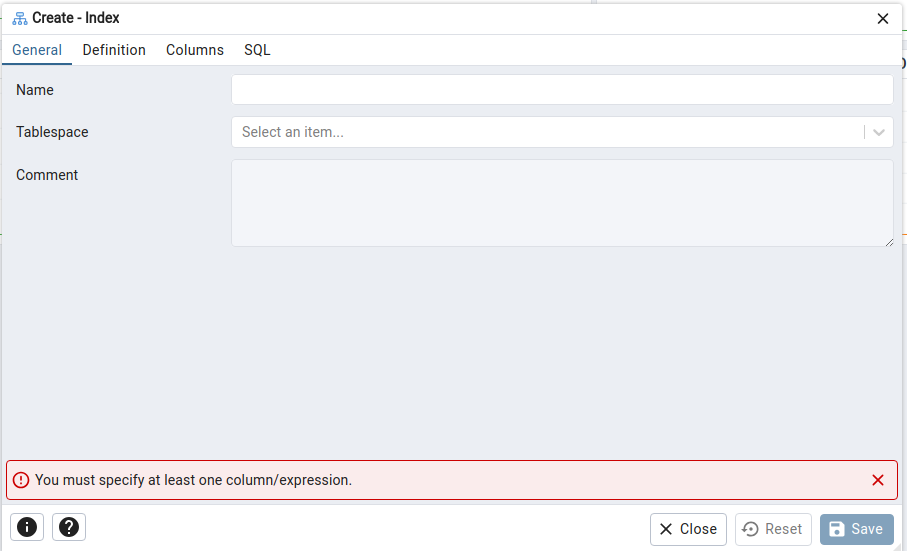 Create - Index
General Definition Columns SQL
Name
Tablespace Select an item...
Comment
You must specify at least one column/expression.
Close Reset Save